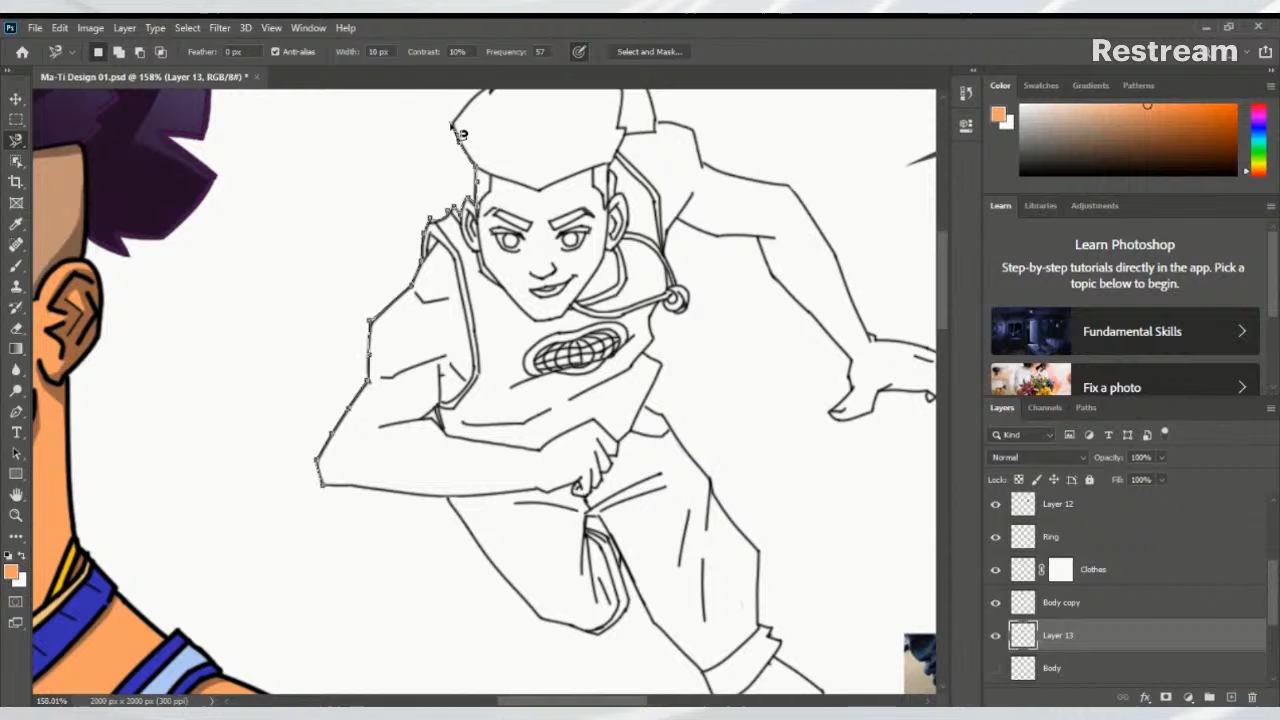 Ps File Edit Image Layer Type Select Filter 3D View Window Help
Restream
Feather: 0 px Anti-alias Width: 10 px Contrast: 10% Frequency: 57 Select and Mask...
Ma-Ti Design 01.psd @ 158% (Layer 13, RGB/8#) *
Color Swatches Gradients Patterns
Learn Libraries Adjustments
Learn Photoshop
Step-by-step tutorials directly in the app. Pick a
topic below to begin.
Fundamental Skills
Fix a photo
Layers Channels Paths
Kind
Normal Opacity: 100%
Lock: Fill: 100%
Layer 12
Ring
Clothes
Body copy
Layer 13
Body
158.01% 2000 px x 2000 px (300 ppi)